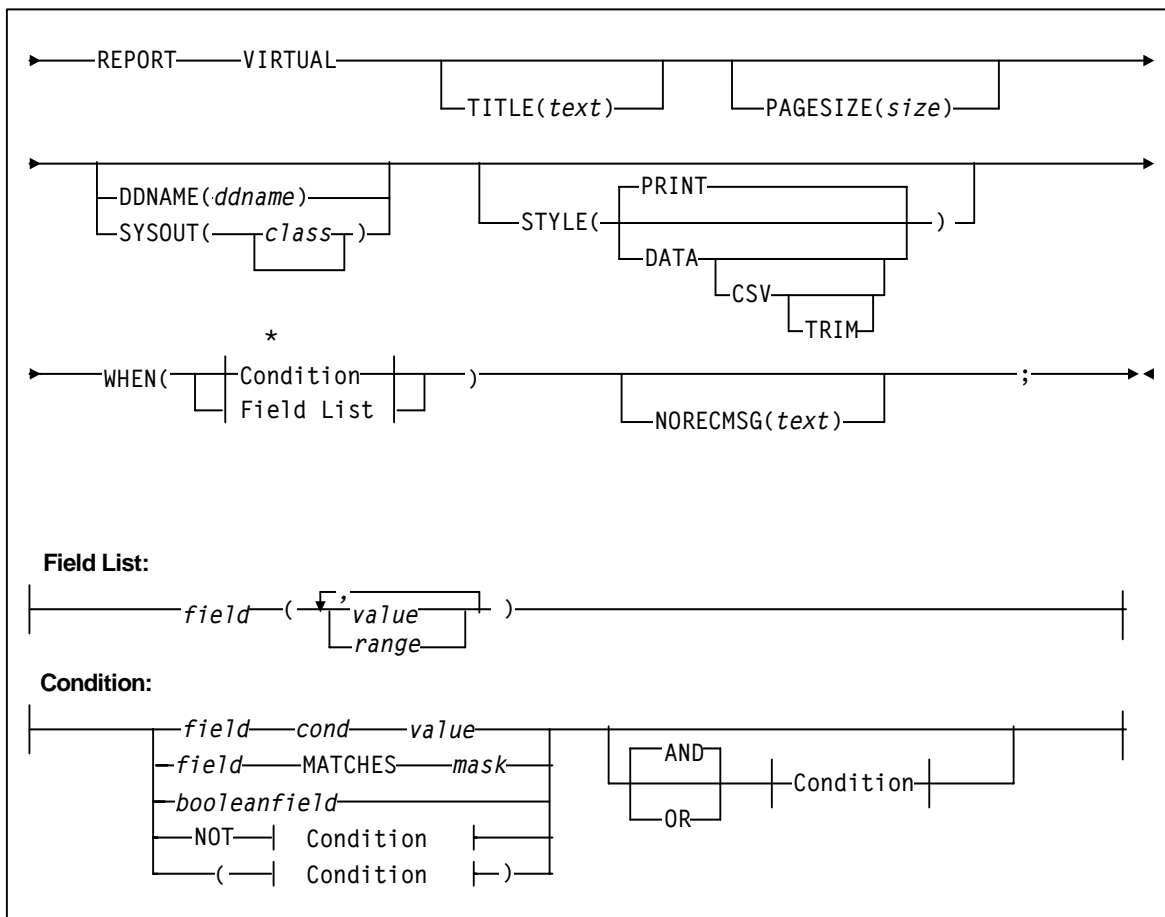 REPORT VIRTUAL
TITLE(text) PAGESIZE(size)
DDNAME(ddname) PRINT
SYSOUT( class ) STYLE( )
DATA
CSV
TRIM
*
WHEN( Condition ) ;
Field List NORECMSG(text)
Field List:
field ( , value )
range
Condition:
field cond value
field MATCHES mask AND
booleanfield OR Condition
NOT Condition
( Condition )